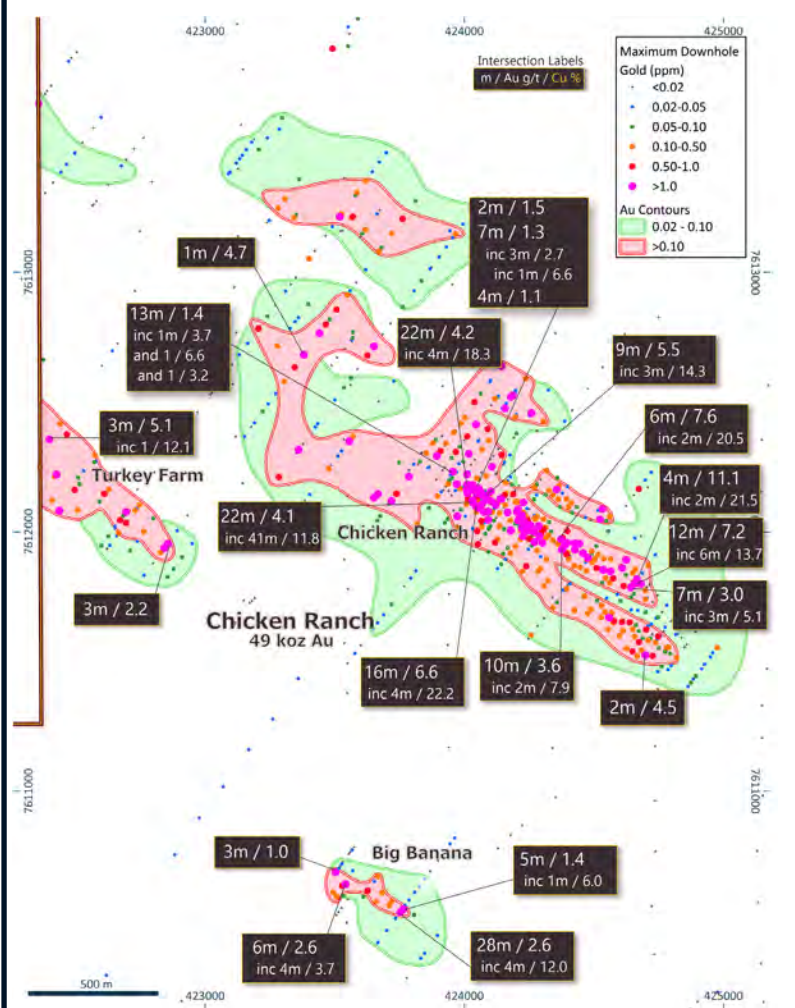 423000
424000
425000
Intersection Labels
m / Au g/t / Cu %
Maximum Downhole
Gold (ppm)
<0.02
0.02-0.05
0.05-0.10
0.10-0.50
0.50-1.0
>1.0
Au Contours
0.02 - 0.10
>0.10
7613000
7613000
2m / 1.5
7m / 1.3
inc 3m / 2.7
inc 1m / 6.6
4m / 1.1
1m / 4.7
13m / 1.4
inc 1m / 3.7
and 1 / 6.6
and 1 / 3.2
22m / 4.2
inc 4m / 18.3
9m / 5.5
inc 3m / 14.3
3m / 5.1
inc 1 / 12.1
Turkey Farm
6m / 7.6
inc 2m / 20.5
4m / 11.1
inc 2m / 21.5
22m / 4.1
inc 41m / 11.8
Chicken Ranch
12m / 7.2
inc 6m / 13.7
7612000
7612000
3m / 2.2
7m / 3.0
inc 3m / 5.1
Chicken Ranch
49 koz Au
16m / 6.6
inc 4m / 22.2
10m / 3.6
inc 2m / 7.9
2m / 4.5
7611000
7611000
3m / 1.0
Big Banana
5m / 1.4
inc 1m / 6.0
6m / 2.6
inc 4m / 3.7
28m / 2.6
inc 4m / 12.0
500 m
423000
424000
425000